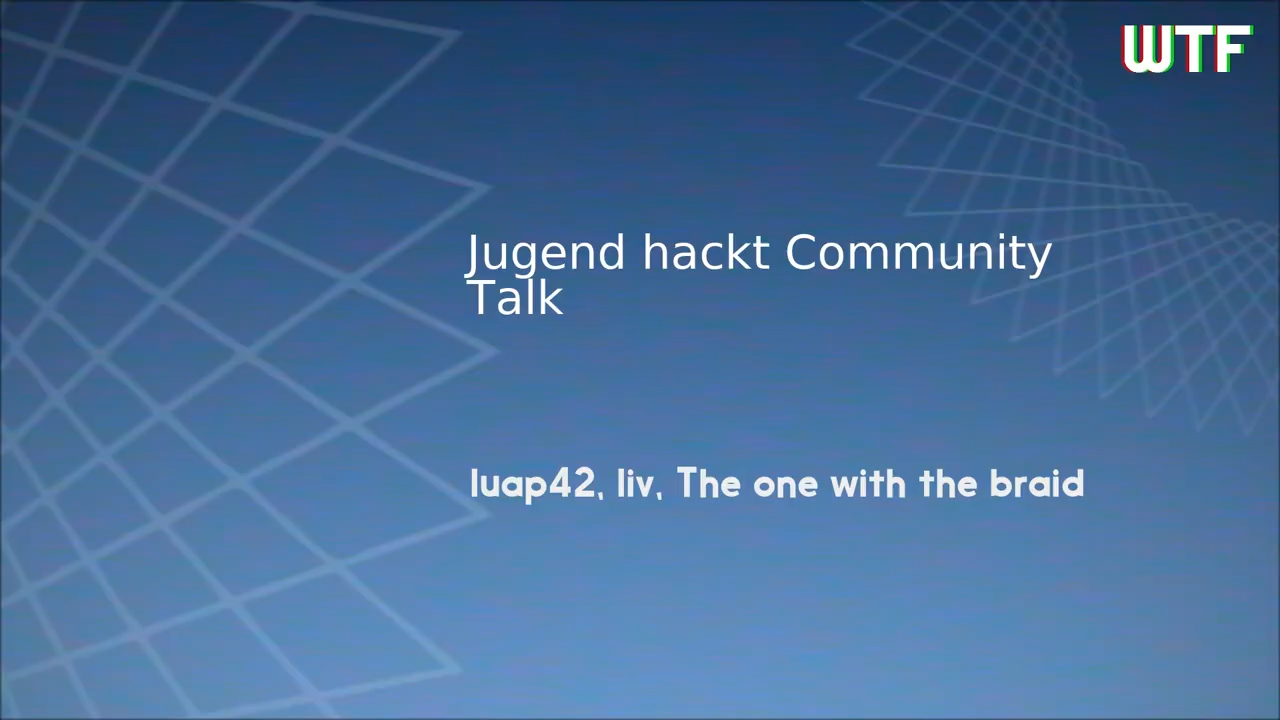 WTF
Jugend hackt Community
Talk
luap42, liv, The one with the braid